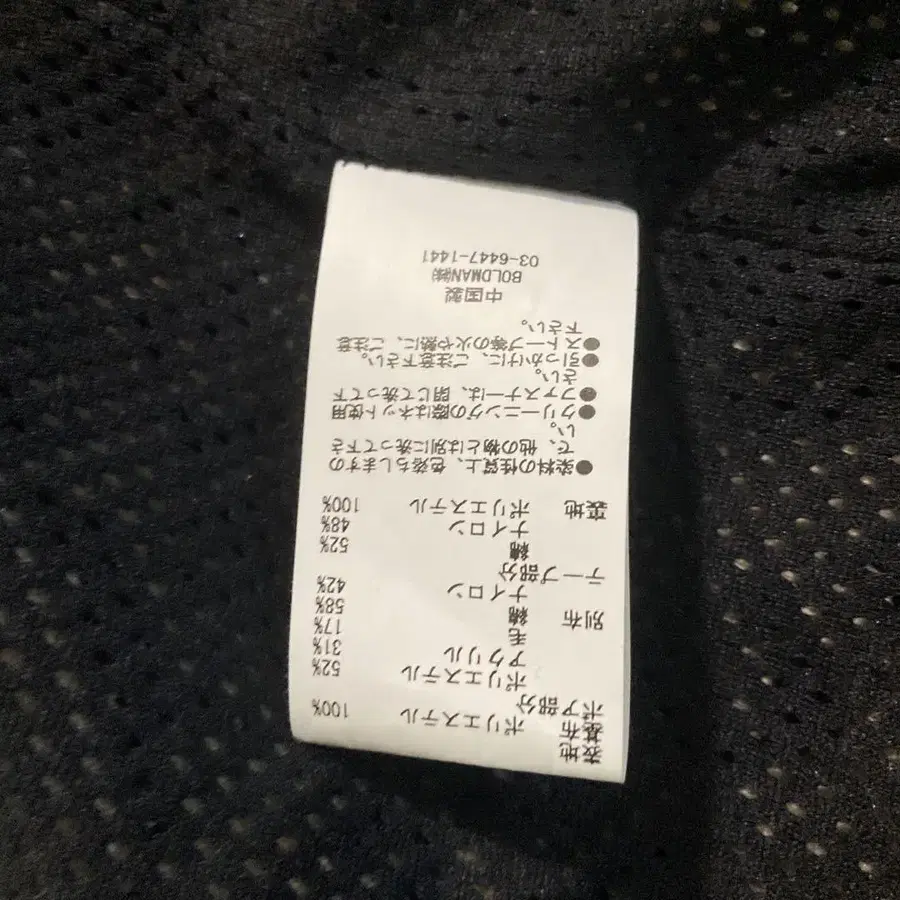 表地
基布 ポリエステル 100%
ボア部分
ポリエステル 52%
アクリル 31%
毛 17%
別布 綿 58%
ナイロン 42%
テープ部分
綿 52%
ナイロン 48%
裏地 ポリエステル 100%
●染料の性質上、色落ちしますの
で、他の物とは別に洗って下さ
い。
●クリーニングの際はネット使用
●ファスナーは、閉じて洗って下
さい。
●引っかけに、ご注意下さい。
●ストーブ等の火や熱に、ご注意
下さい。
中国製
BOLDMAN㈱
03-6447-1441